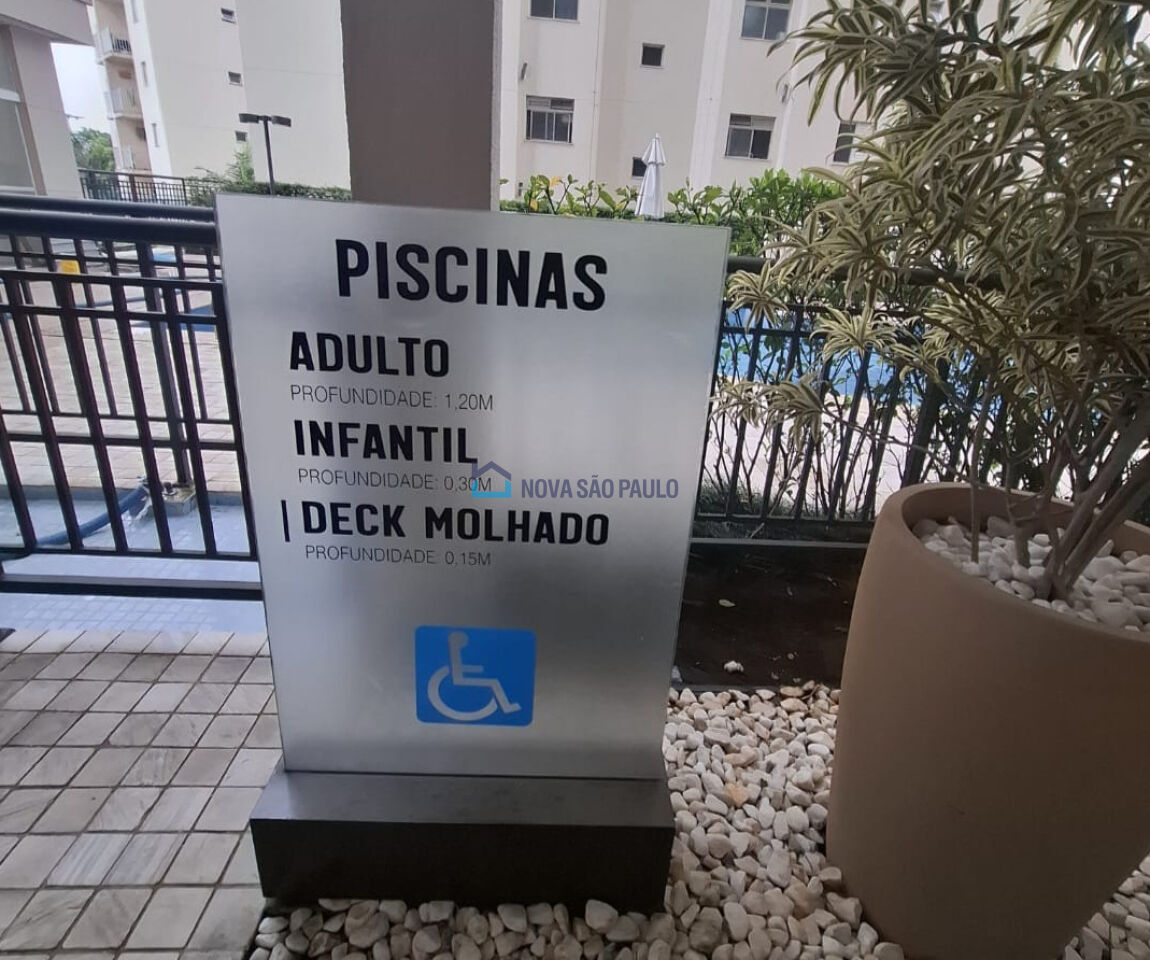 PISCINAS
ADULTO
PROFUNDIDADE: 1,20M
INFANTIL
PROFUNDIDADE: 0,30M
NOVA SÃO PAULO
| DECK MOLHADO
PROFUNDIDADE: 0,15M